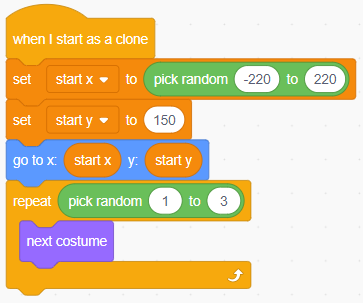 when I start as a clone
set start x to pick random -220 to 220
set start y to 150
go to x: start x y: start y
repeat pick random 1 to 3
next costume